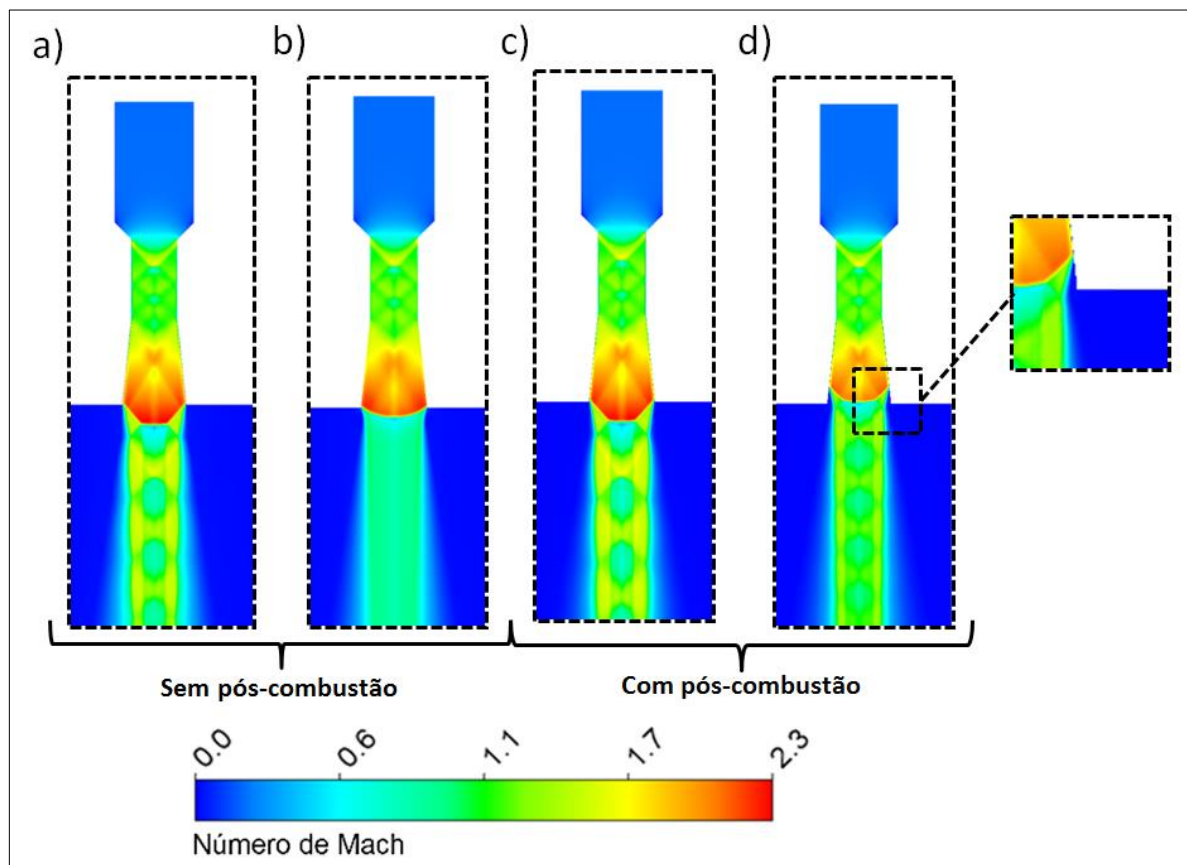 a)
b)
c)
d)
Sem pós-combustão
Com pós-combustão
0.0
0.6
1.1
1.7
2.3
Número de Mach